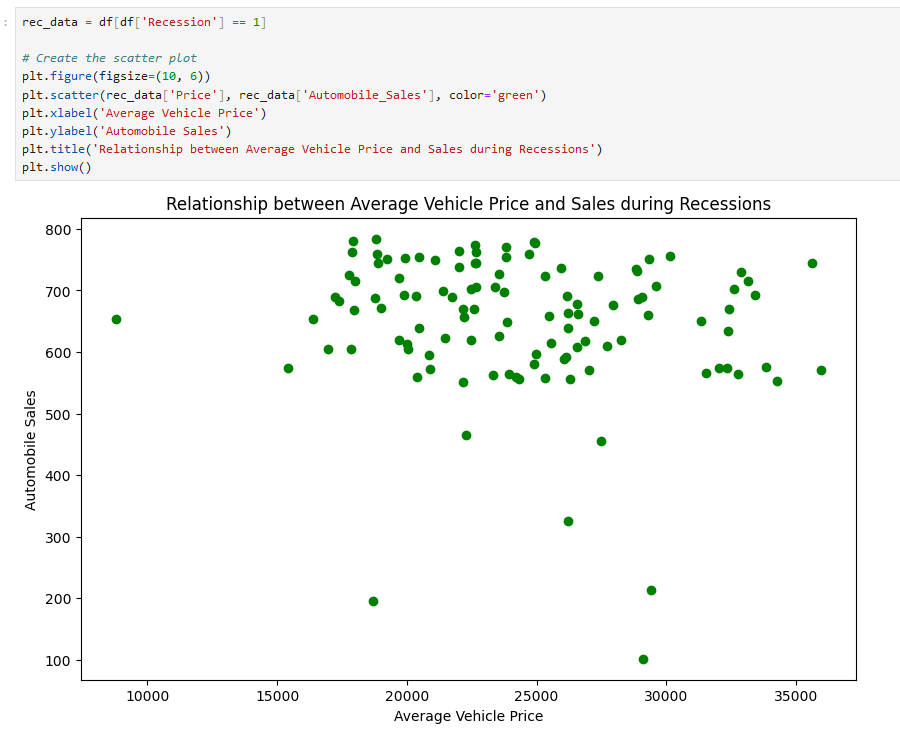 :
rec_data = df[df['Recession'] == 1]
# Create the scatter plot
plt.figure(figsize=(10, 6))
plt.scatter(rec_data['Price'], rec_data['Automobile_Sales'], color='green')
plt.xlabel('Average Vehicle Price')
plt.ylabel('Automobile Sales')
plt.title('Relationship between Average Vehicle Price and Sales during Recessions')
plt.show()
Relationship between Average Vehicle Price and Sales during Recessions
800
700
600
500
400
300
200
100
Automobile Sales
10000 15000 20000 25000 30000 35000
Average Vehicle Price